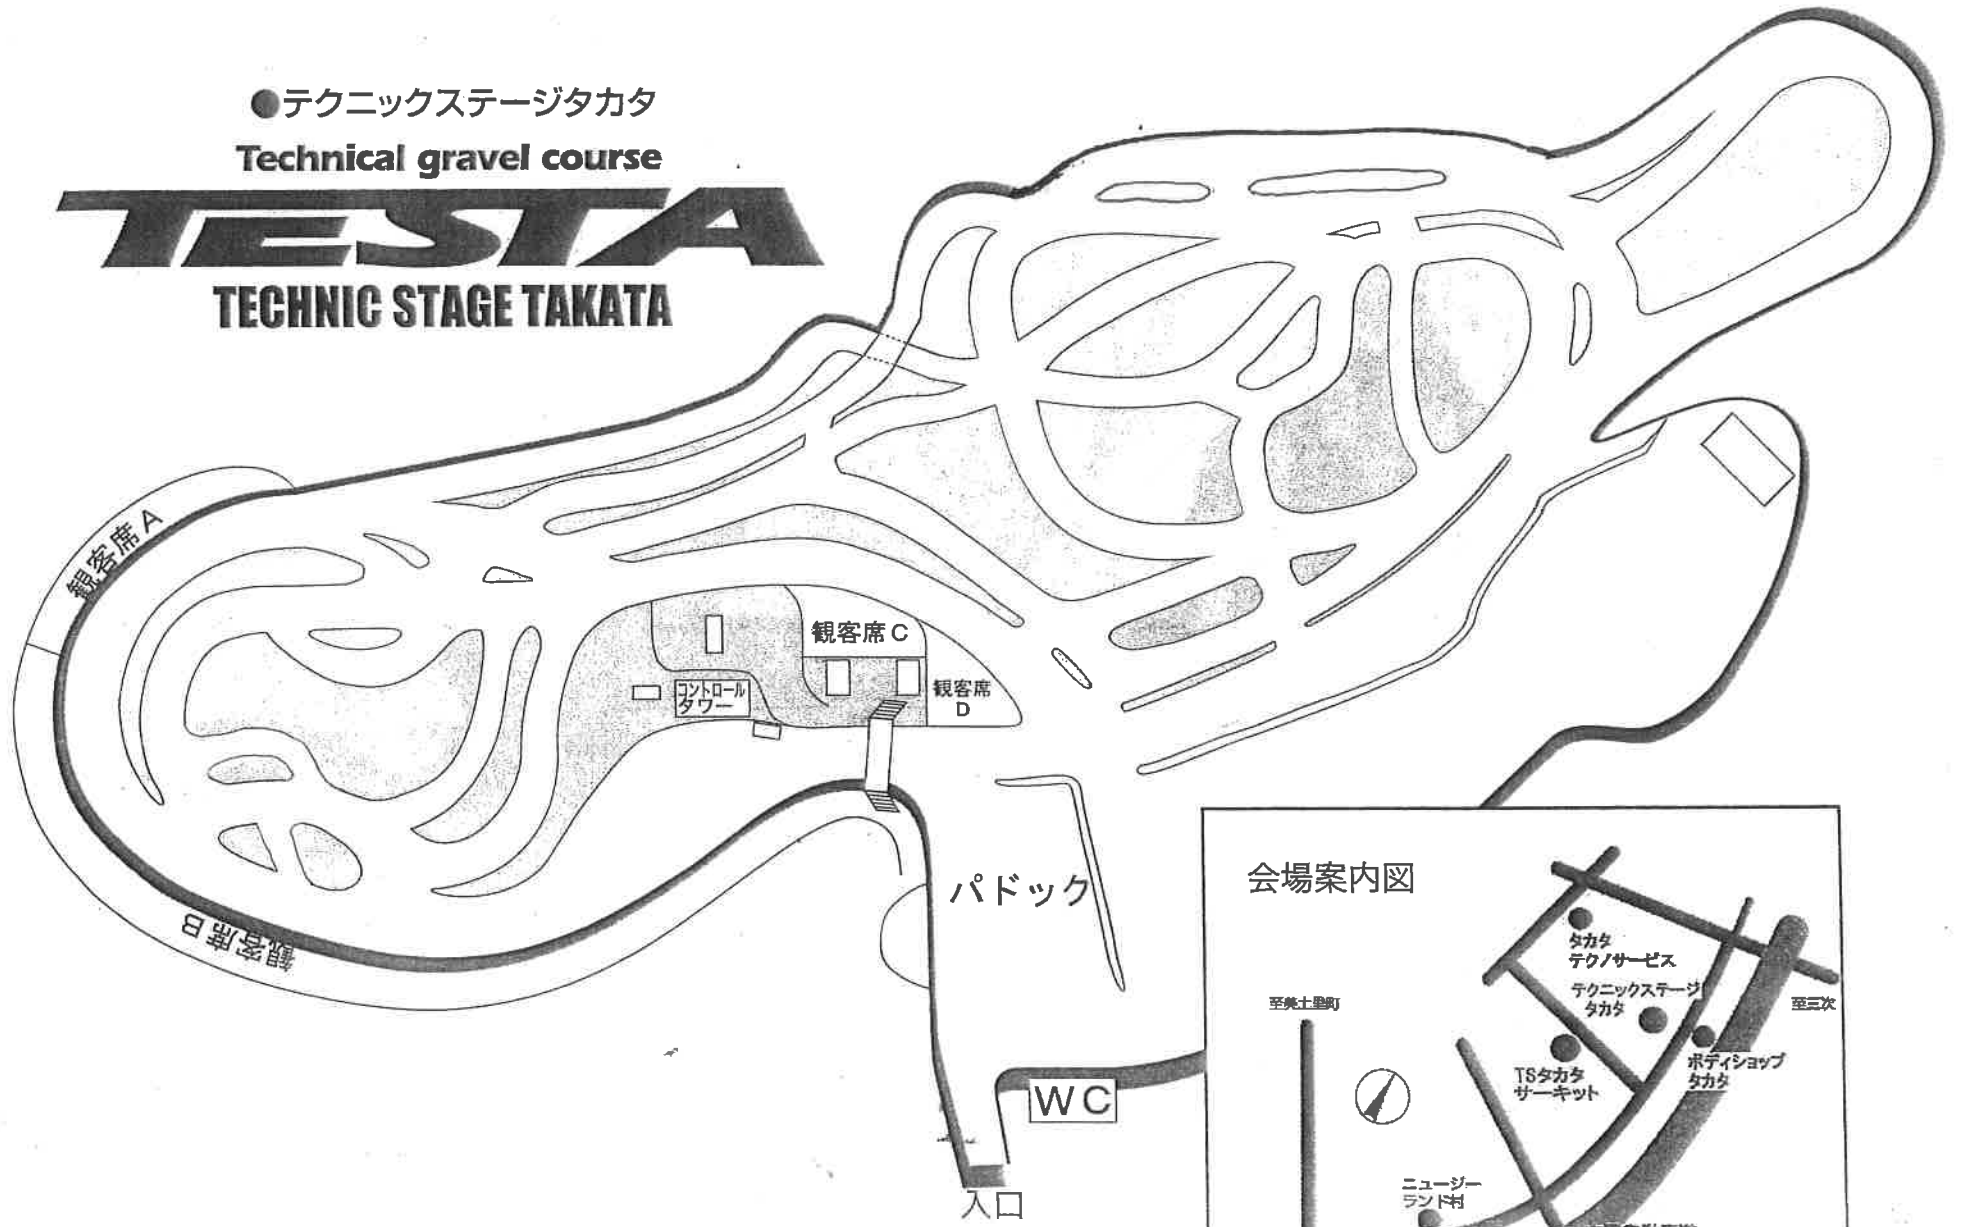 ●テクニックステージタカタ
Technical gravel course
TESTA
TECHNIC STAGE TAKATA
観客席A
観客席B
観客席C
観客席
D
コントロール
タワー
パドック
WC
入口
会場案内図
タカタ
テクノサービス
テクニックステージ
タカタ
至美土里町
至三次
TSタカタ
サーキット
ボディショップ
タカタ
ニュージー
ランド村